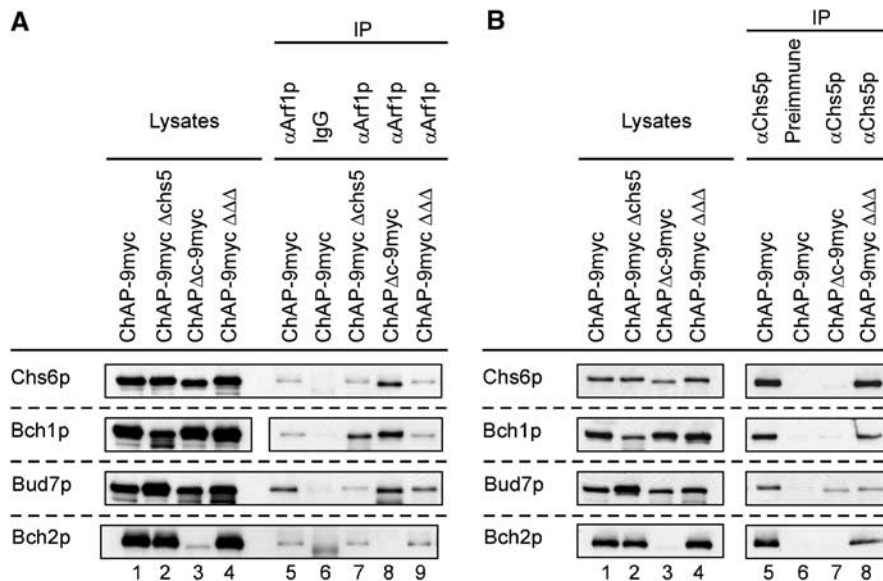 A
IP
Lysates
αArf1p
IgG
αArf1p
αArf1p
αArf1p
ChAP-9myc
ChAP-9myc Δchs5
ChAPΔc-9myc
ChAP-9myc ΔΔΔ
ChAP-9myc
ChAP-9myc
ChAP-9myc Δchs5
ChAPΔc-9myc
ChAP-9myc ΔΔΔ
Chs6p
Bch1p
Bud7p
Bch2p
1 2 3 4 5 6 7 8 9
B
IP
Lysates
αChs5p
Preimmune
αChs5p
αChs5p
ChAP-9myc
ChAP-9myc Δchs5
ChAPΔc-9myc
ChAP-9myc ΔΔΔ
ChAP-9myc
ChAP-9myc
ChAPΔc-9myc
ChAP-9myc ΔΔΔ
Chs6p
Bch1p
Bud7p
Bch2p
1 2 3 4 5 6 7 8